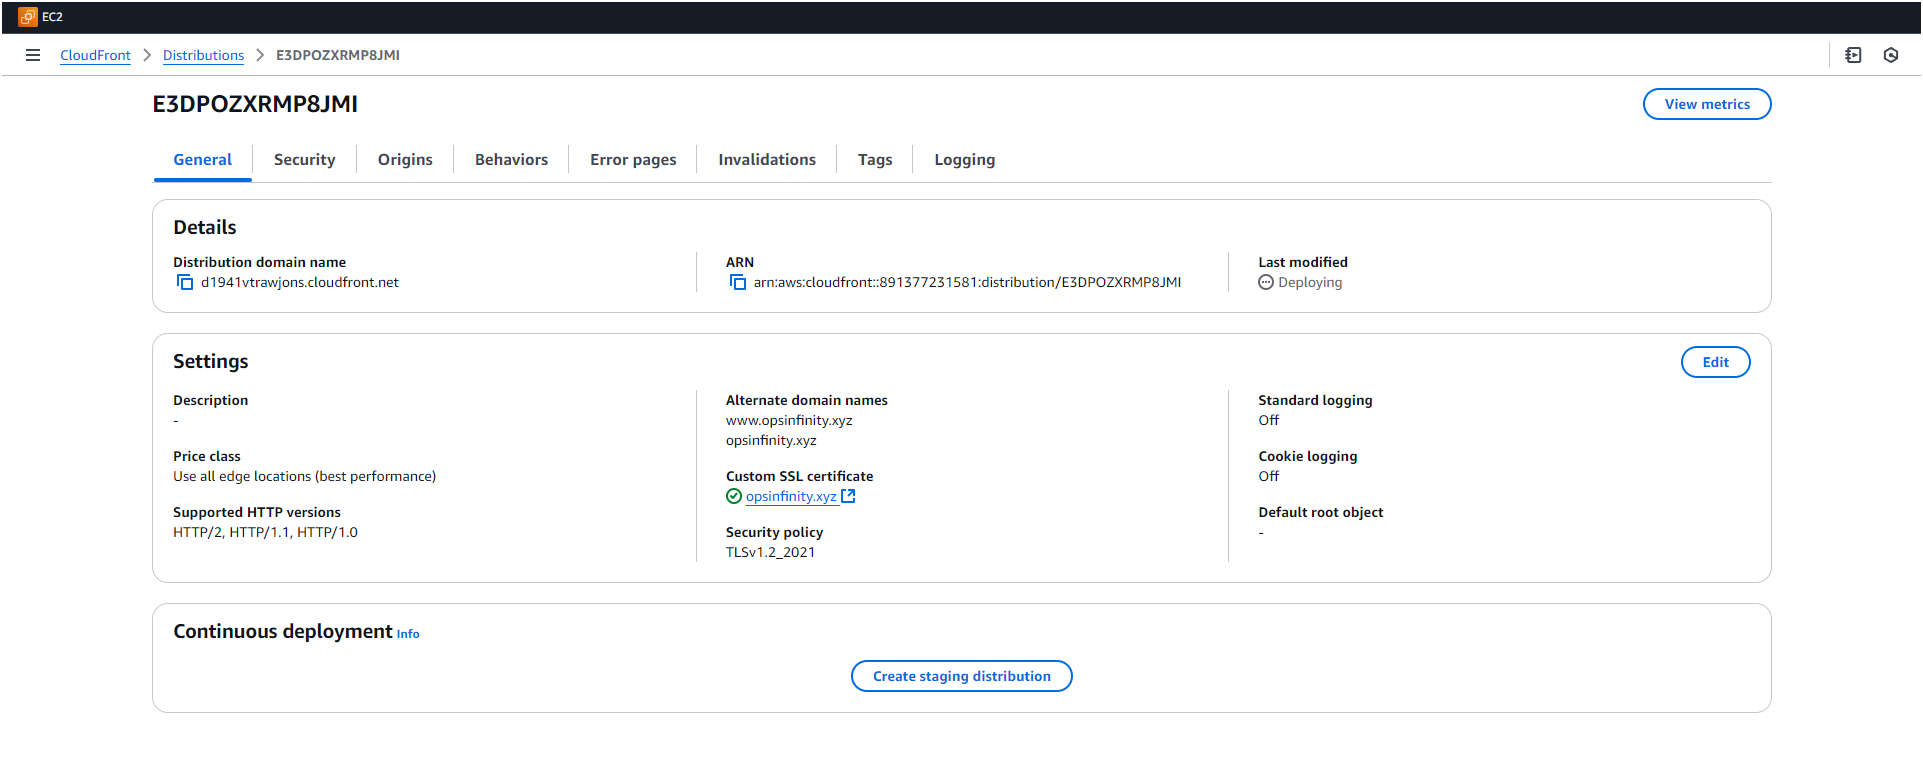 EC2
CloudFront > Distributions > E3DPOZXRMP8JMI
E3DPOZXRMP8JMI
View metrics
General
Security
Origins
Behaviors
Error pages
Invalidations
Tags
Logging
Details
Distribution domain name
d1941vtrawjons.cloudfront.net
ARN
arn:aws:cloudfront::891377231581:distribution/E3DPOZXRMP8JMI
Last modified
Deploying
Settings
Edit
Description
-
Price class
Use all edge locations (best performance)
Supported HTTP versions
HTTP/2, HTTP/1.1, HTTP/1.0
Alternate domain names
www.opsinfinity.xyz
opsinfinity.xyz
Custom SSL certificate
opsinfinity.xyz
Security policy
TLSv1.2_2021
Standard logging
Off
Cookie logging
Off
Default root object
-
Continuous deployment Info
Create staging distribution